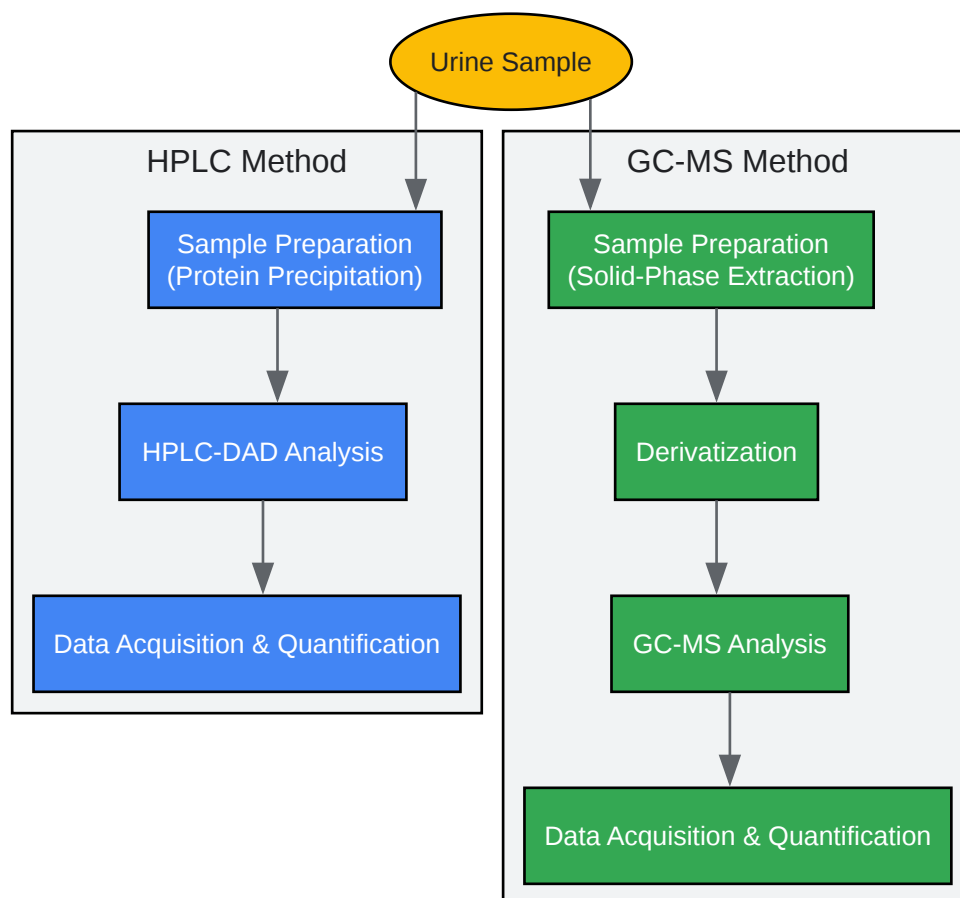 Urine Sample
HPLC Method
Sample Preparation
(Protein Precipitation)
HPLC-DAD Analysis
Data Acquisition & Quantification
GC-MS Method
Sample Preparation
(Solid-Phase Extraction)
Derivatization
GC-MS Analysis
Data Acquisition & Quantification